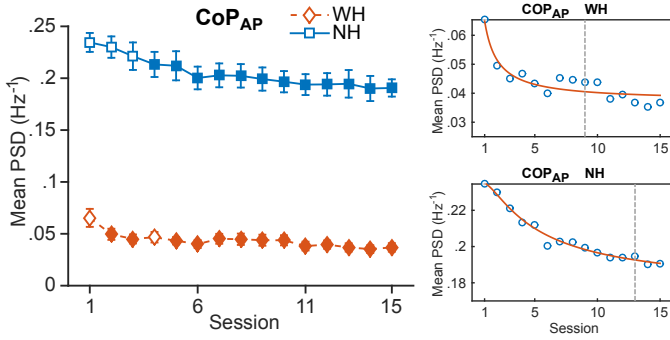 CoP_AP
WH
NH
Mean PSD (Hz⁻¹)
.25
.2
.15
.1
.05
0
1
6
11
15
Session
COP_AP WH
Mean PSD (Hz⁻¹)
.06
.05
.04
.03
1
5
10
15
COP_AP NH
Mean PSD (Hz⁻¹)
.22
.2
.18
1
5
10
15
Session